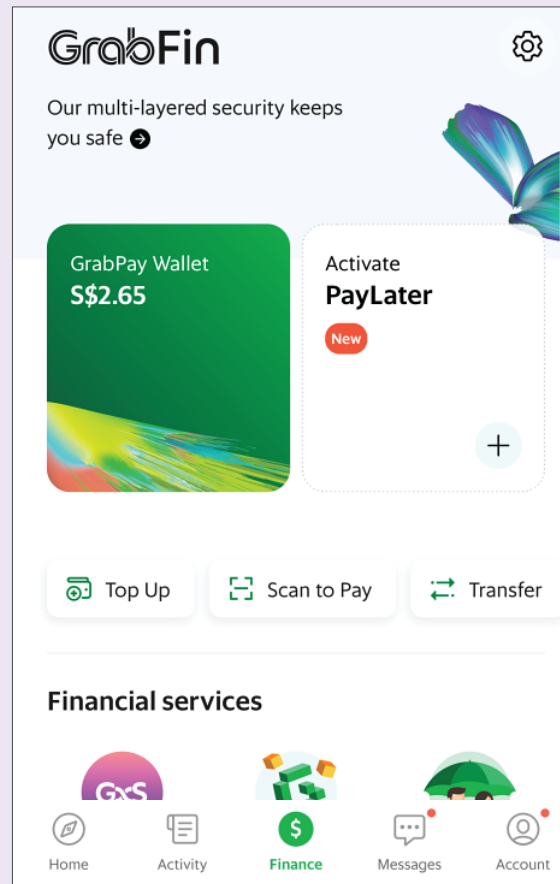 GrabFin
Our multi-layered security keeps
you safe
GrabPay Wallet
S$2.65
Activate
PayLater
New
Top Up
Scan to Pay
Transfer
Financial services
GXS
Home
Activity
Finance
Messages
Account